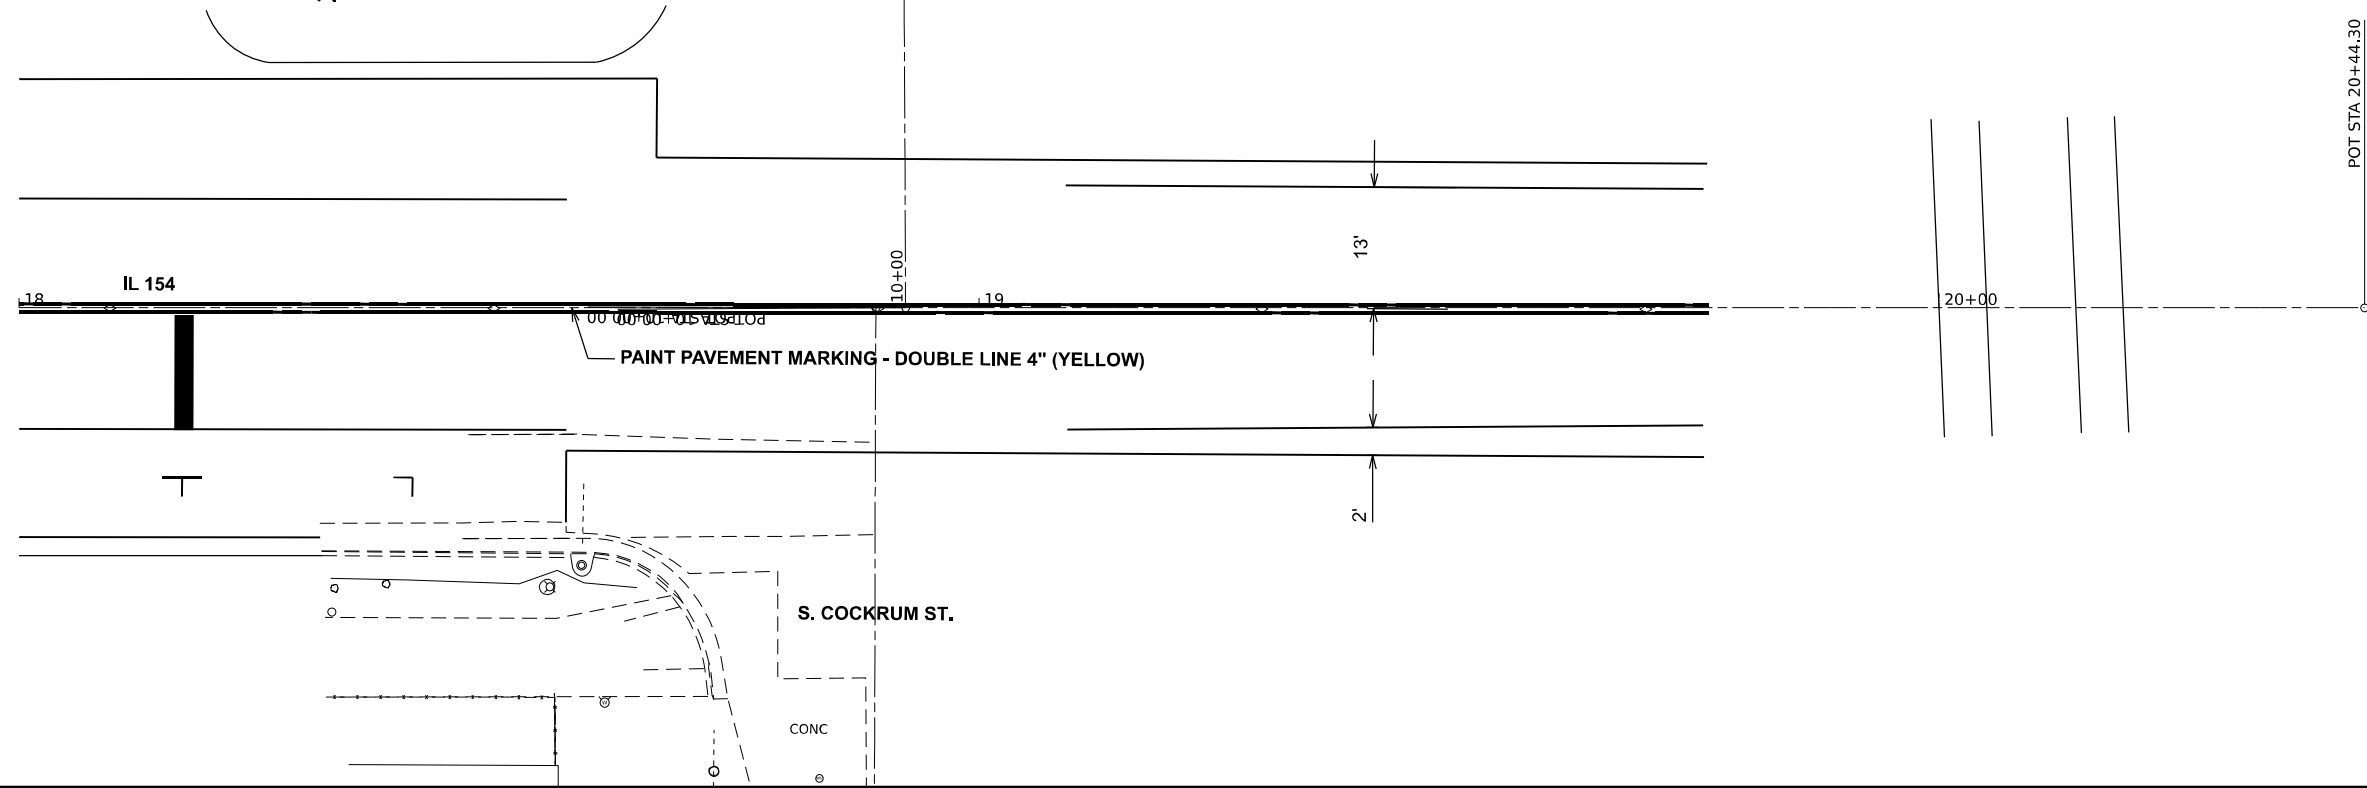 POT STA 20+44.30
13'
10+00
IL 154
18
19
20+00
PAINT PAVEMENT MARKING - DOUBLE LINE 4" (YELLOW)
2'
S. COCKRUM ST.
CONC